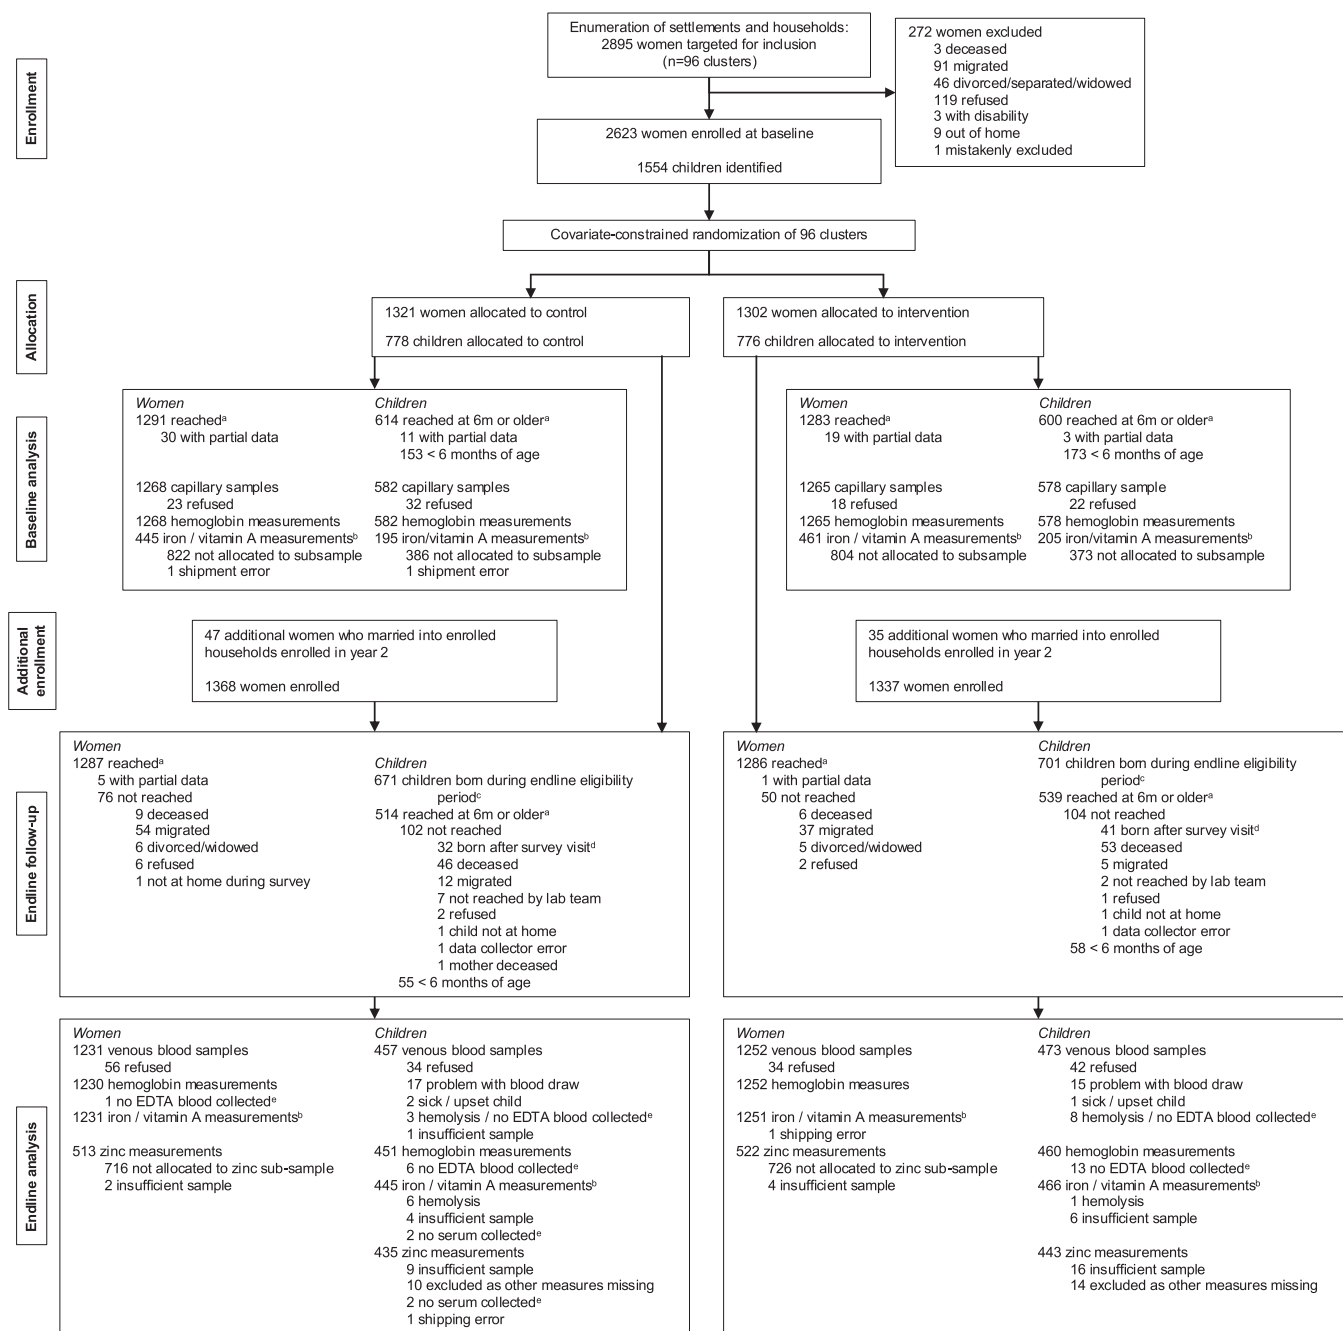 Enrollment
Enumeration of settlements and households:
2895 women targeted for inclusion
(n=96 clusters)
272 women excluded
3 deceased
91 migrated
46 divorced/separated/widowed
119 refused
3 with disability
9 out of home
1 mistakenly excluded
2623 women enrolled at baseline
1554 children identified
Covariate-constrained randomization of 96 clusters
Allocation
1321 women allocated to control
778 children allocated to control
1302 women allocated to intervention
776 children allocated to intervention
Baseline analysis
Women
1291 reachedᵃ
30 with partial data
1268 capillary samples
23 refused
1268 hemoglobin measurements
445 iron / vitamin A measurementsᵇ
822 not allocated to subsample
1 shipment error
Children
614 reached at 6m or olderᵃ
11 with partial data
153 < 6 months of age
582 capillary samples
32 refused
582 hemoglobin measurements
195 iron/vitamin A measurementsᵇ
386 not allocated to subsample
1 shipment error
Women
1283 reachedᵃ
19 with partial data
1265 capillary samples
18 refused
1265 hemoglobin measurements
461 iron / vitamin A measurementsᵇ
804 not allocated to subsample
Children
600 reached at 6m or olderᵃ
3 with partial data
173 < 6 months of age
578 capillary sample
22 refused
578 hemoglobin measurements
205 iron/vitamin A measurementsᵇ
373 not allocated to subsample
Additional
enrollment
47 additional women who married into enrolled
households enrolled in year 2
1368 women enrolled
35 additional women who married into enrolled
households enrolled in year 2
1337 women enrolled
Endline follow-up
Women
1287 reachedᵃ
5 with partial data
76 not reached
9 deceased
54 migrated
6 divorced/widowed
6 refused
1 not at home during survey
Children
671 children born during endline eligibility
periodᶜ
514 reached at 6m or olderᵃ
102 not reached
32 born after survey visitᵈ
46 deceased
12 migrated
7 not reached by lab team
2 refused
1 child not at home
1 data collector error
1 mother deceased
55 < 6 months of age
Women
1286 reachedᵃ
1 with partial data
50 not reached
6 deceased
37 migrated
5 divorced/widowed
2 refused
Children
701 children born during endline eligibility
periodᶜ
539 reached at 6m or olderᵃ
104 not reached
41 born after survey visitᵈ
53 deceased
5 migrated
2 not reached by lab team
1 refused
1 child not at home
1 data collector error
58 < 6 months of age
Endline analysis
Women
1231 venous blood samples
56 refused
1230 hemoglobin measurements
1 no EDTA blood collectedᵉ
1231 iron / vitamin A measurementsᵇ
513 zinc measurements
716 not allocated to zinc sub-sample
2 insufficient sample
Children
457 venous blood samples
34 refused
17 problem with blood draw
2 sick / upset child
3 hemolysis / no EDTA blood collectedᵉ
1 insufficient sample
451 hemoglobin measurements
6 no EDTA blood collectedᵉ
445 iron / vitamin A measurementsᵇ
6 hemolysis
4 insufficient sample
2 no serum collectedᵉ
435 zinc measurements
9 insufficient sample
10 excluded as other measures missing
2 no serum collectedᵉ
1 shipping error
Women
1252 venous blood samples
34 refused
1252 hemoglobin measures
1251 iron / vitamin A measurementsᵇ
1 shipping error
522 zinc measurements
726 not allocated to zinc sub-sample
4 insufficient sample
Children
473 venous blood samples
42 refused
15 problem with blood draw
1 sick / upset child
8 hemolysis / no EDTA blood collectedᵉ
460 hemoglobin measurements
13 no EDTA blood collectedᵉ
466 iron / vitamin A measurementsᵇ
1 hemolysis
6 insufficient sample
443 zinc measurements
16 insufficient sample
14 excluded as other measures missing